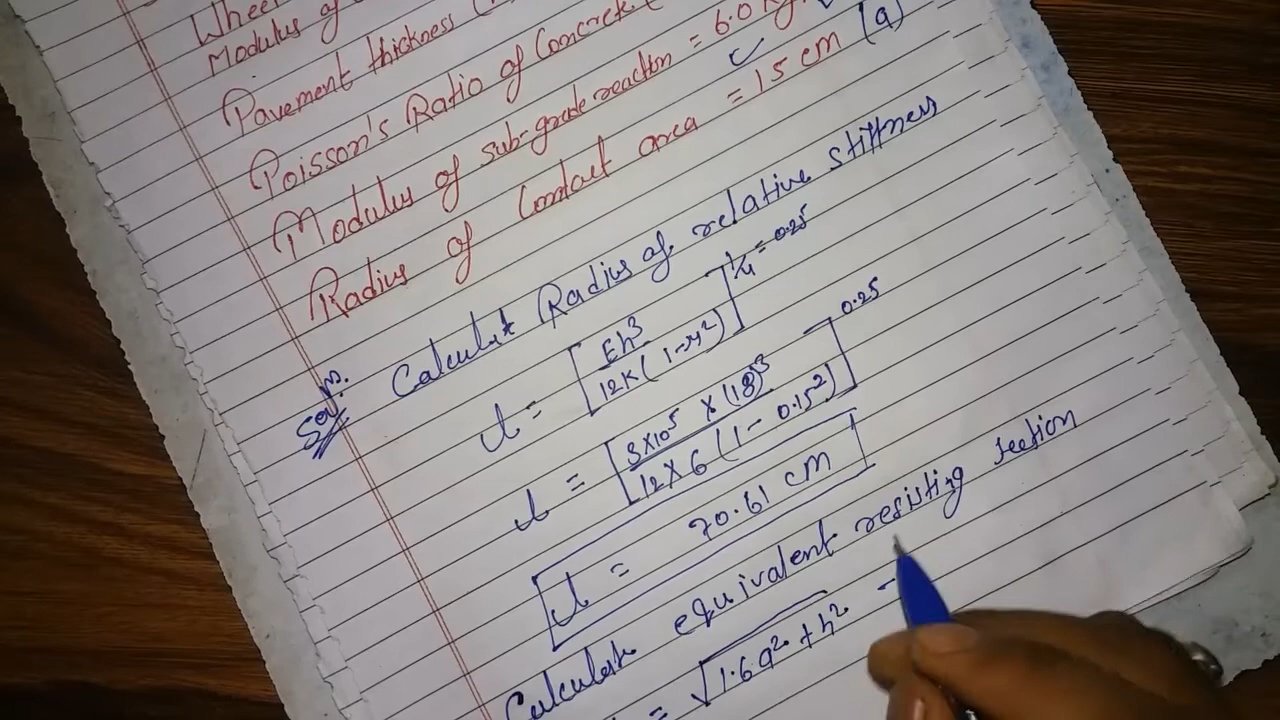 Wheel
Modulus of
Pavement thickness (
Poisson's Ratio of Concrete (
Modulus of sub-grade reaction = 6.0 kg
Radius of Contact area = 15 cm (a)
Solⁿ. Calculate Radius of relative stiffness
l = [Eh³ / 12K(1-μ²)]^1/4 = 0.25
l = [3×10⁵ × (18)³ / 12×6 (1-0.15²)]^0.25
l = 70.61 cm
Calculate equivalent resisting section
= √1.6a²+h² -